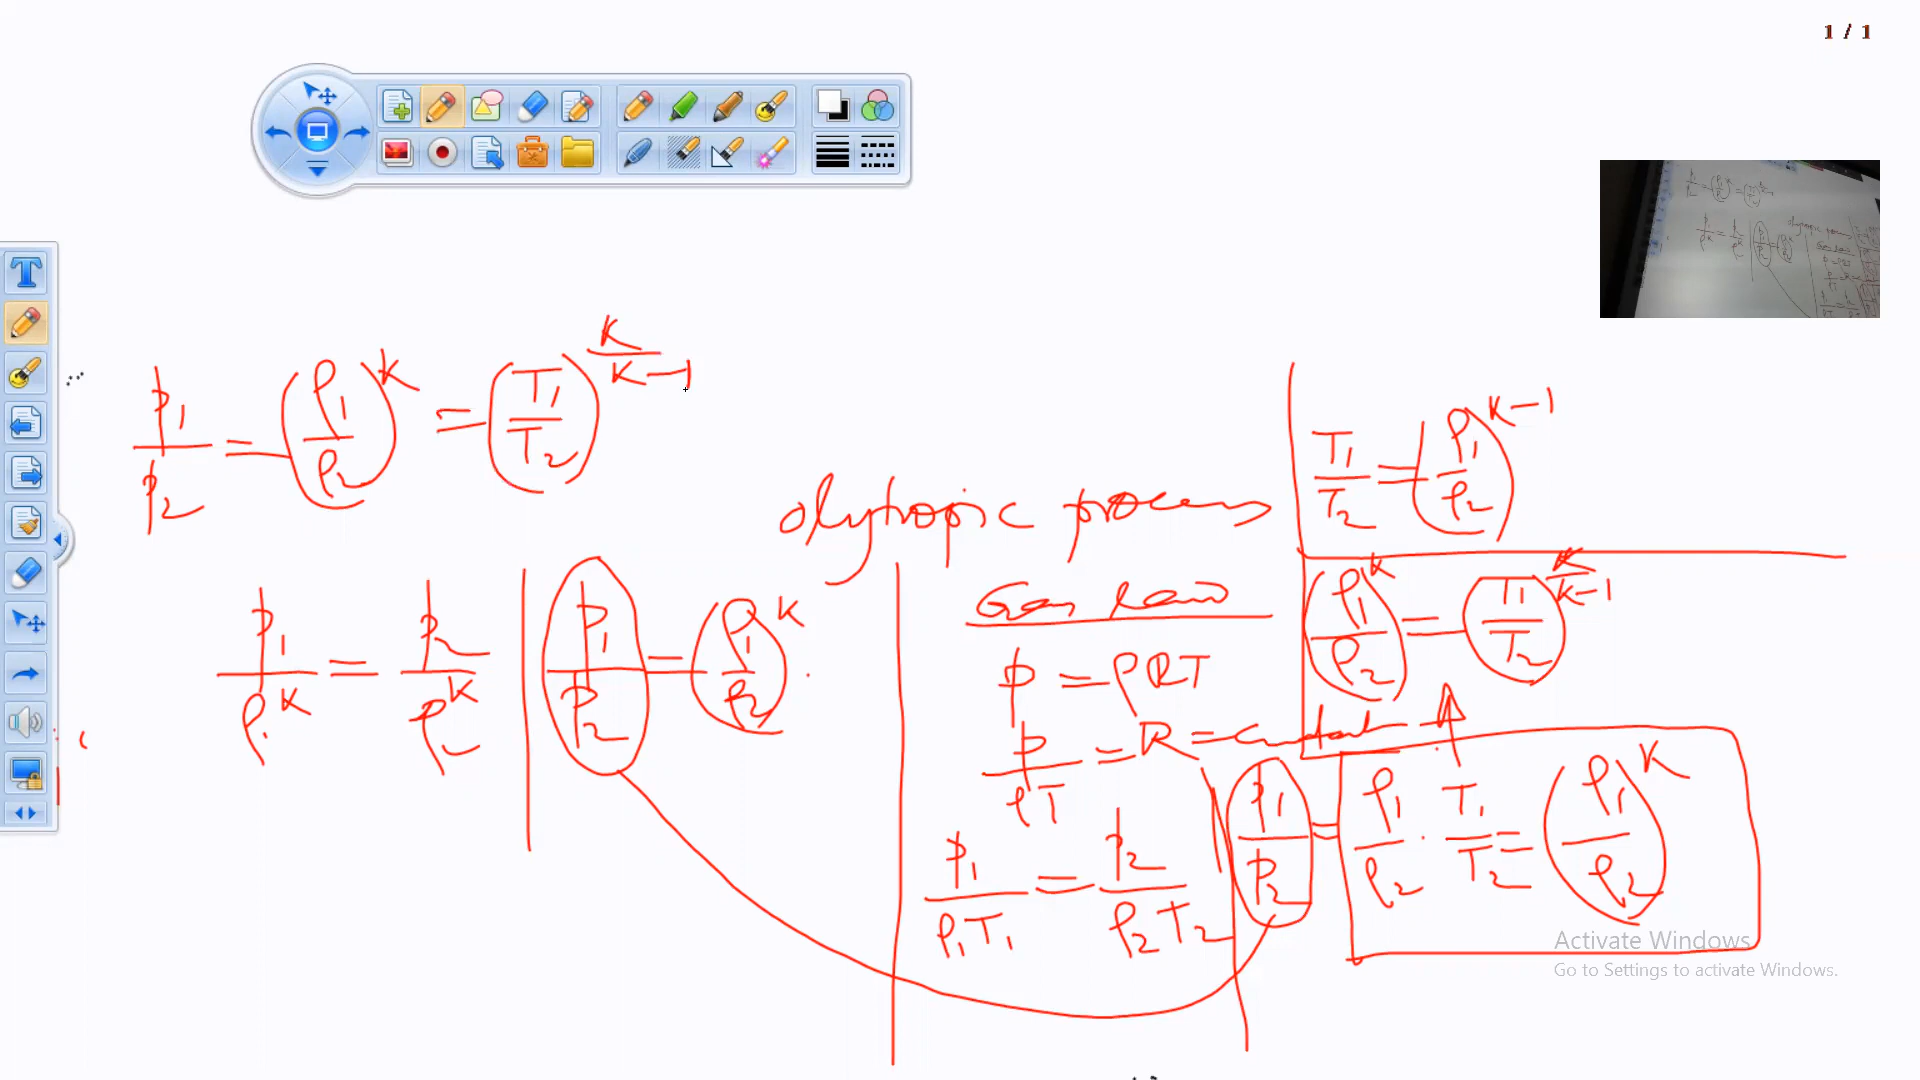 1 / 1
p₁/p₂ = (ρ₁/ρ₂)^K = (T₁/T₂)^(K/(K-1))
olytropic process
p₁/ρ₁^K = p₂/ρ₂^K
p₁/p₂ = (ρ₁/ρ₂)^K
Gas law
p = ρRT
p/ρT = R = constant
p₁/ρ₁T₁ = p₂/ρ₂T₂
T₁/T₂ = (ρ₁/ρ₂)^(K-1)
(ρ₁/ρ₂)^K = (T₁/T₂)^(K/(K-1))
p₁/p₂ = ρ₁/ρ₂ · T₁/T₂ = (ρ₁/ρ₂)^K
Activate Windows
Go to Settings to activate Windows.